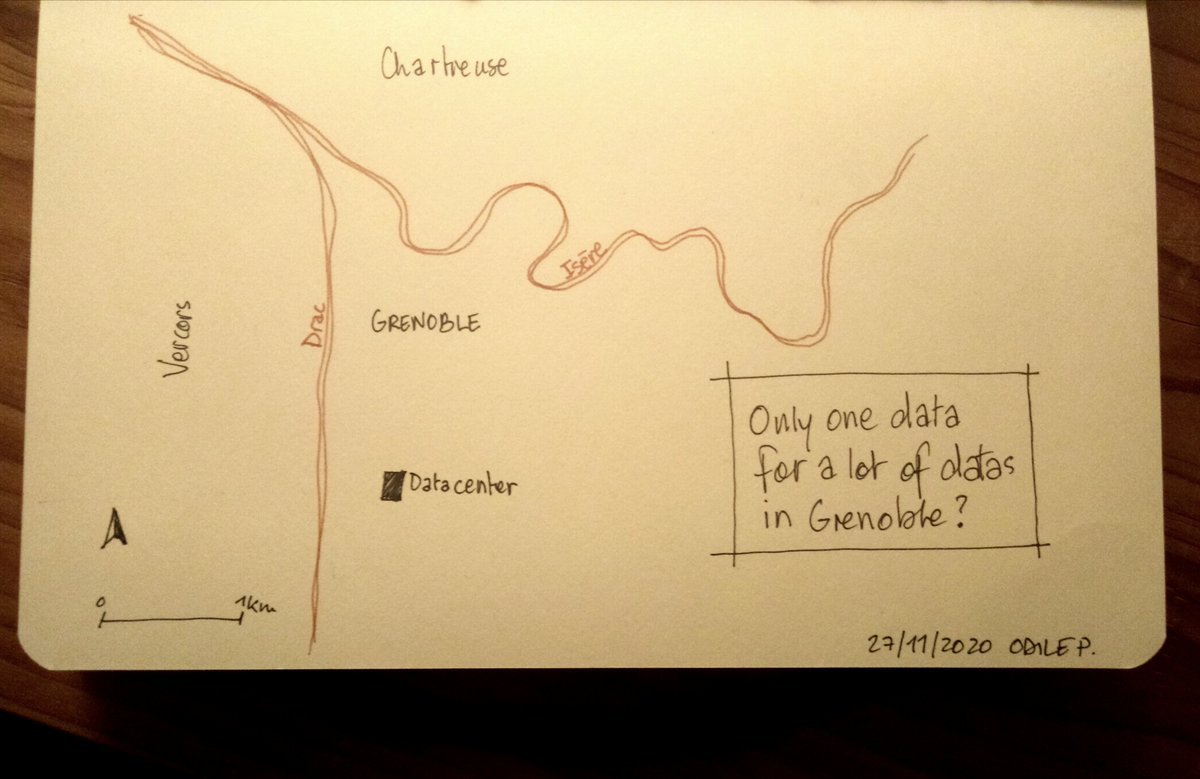 Chartreuse
Isère
Vercors
Drac
GRENOBLE
Datacenter
Only one data
for a lot of datas
in Grenoble?
0 1km
27/11/2020 ODILE P.